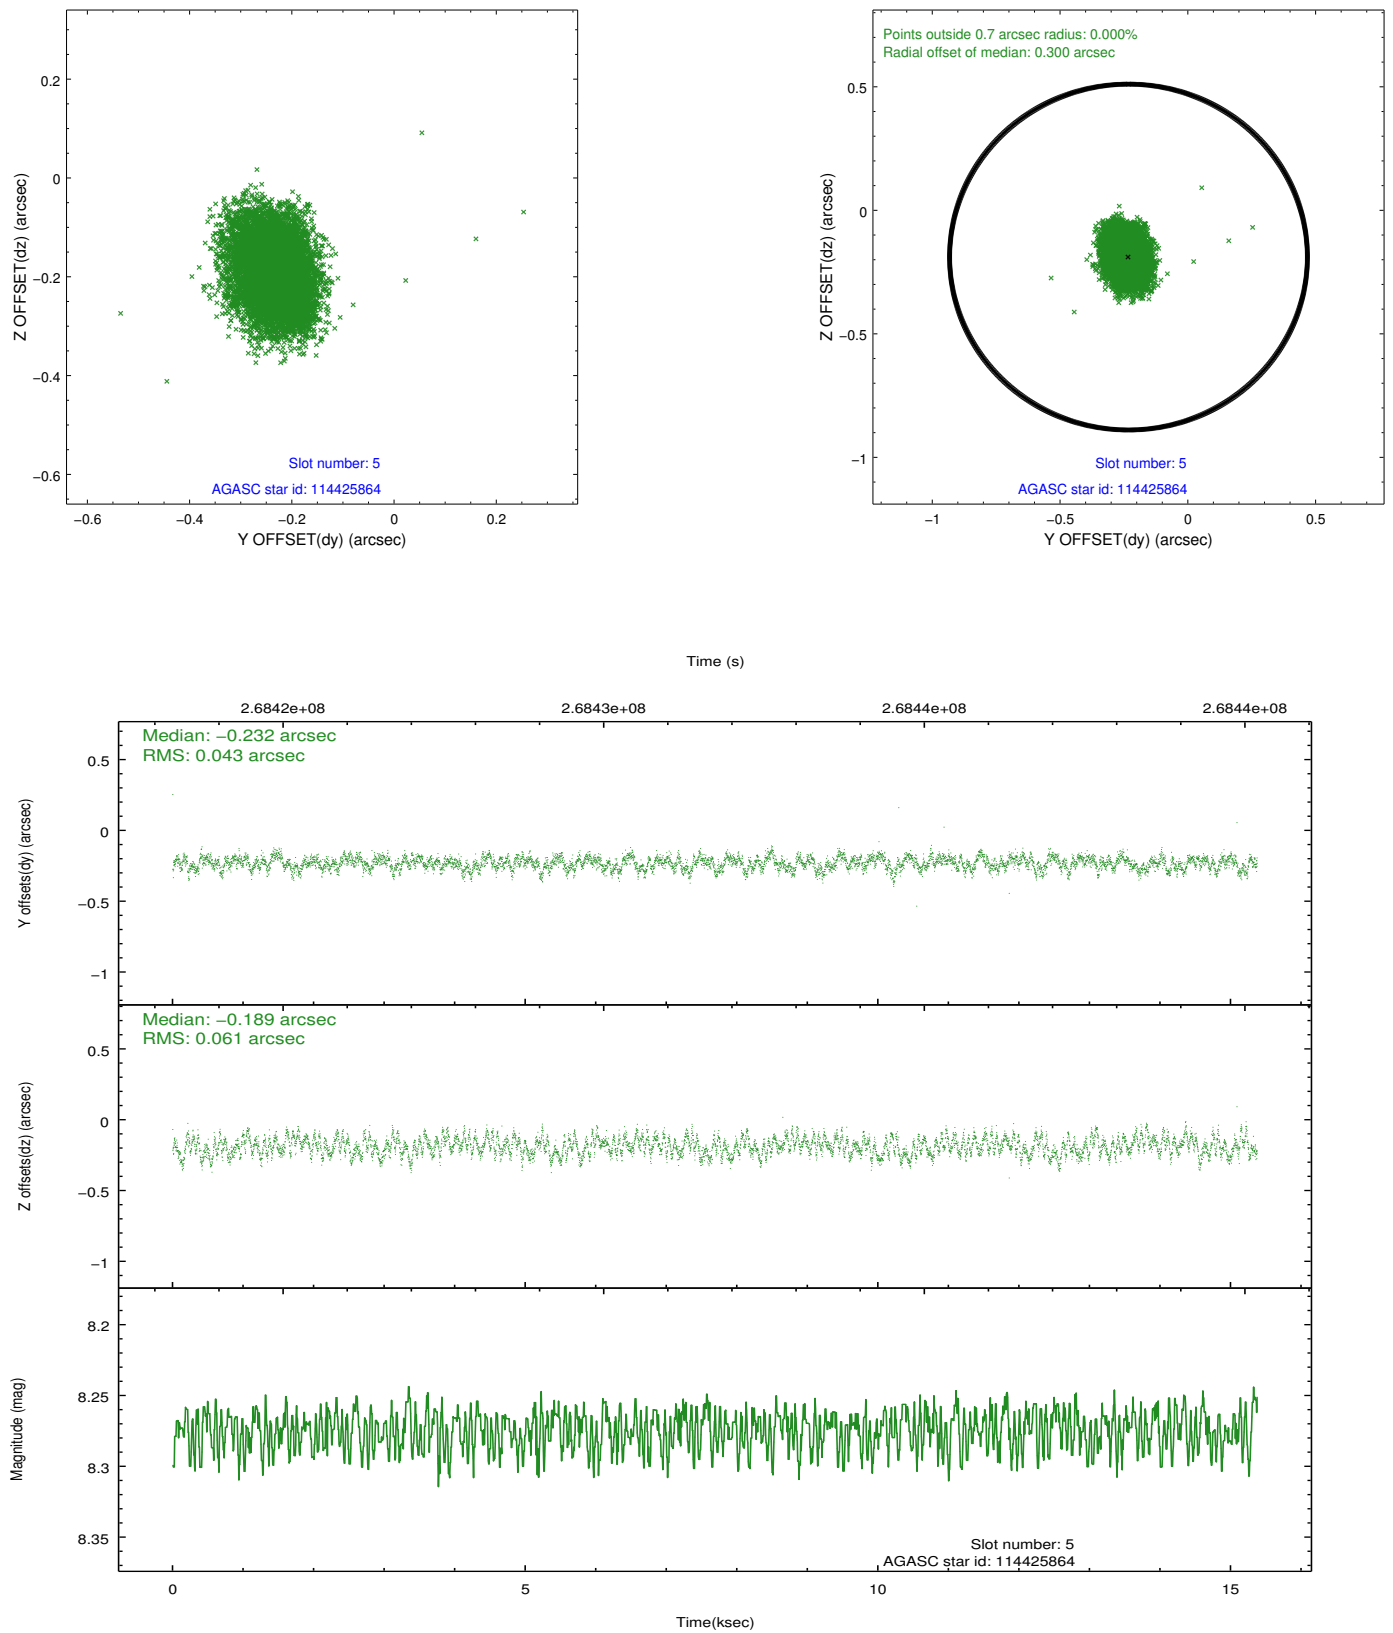 0.2
0
−0.2
−0.4
−0.6
Z OFFSET(dz) (arcsec)
Slot number: 5
AGASC star id: 114425864
−0.6 −0.4 −0.2 0 0.2
Y OFFSET(dy) (arcsec)
Points outside 0.7 arcsec radius: 0.000%
Radial offset of median: 0.300 arcsec
0.5
0
−0.5
−1
Z OFFSET(dz) (arcsec)
Slot number: 5
AGASC star id: 114425864
−1 −0.5 0 0.5
Y OFFSET(dy) (arcsec)
Time (s)
2.6842e+08 2.6843e+08 2.6844e+08 2.6844e+08
Median: −0.232 arcsec
RMS: 0.043 arcsec
0.5
0
−0.5
−1
Y offsets(dy) (arcsec)
Median: −0.189 arcsec
RMS: 0.061 arcsec
0.5
0
−0.5
−1
Z offsets(dz) (arcsec)
8.2
8.25
8.3
8.35
Magnitude (mag)
Slot number: 5
AGASC star id: 114425864
0 5 10 15
Time(ksec)